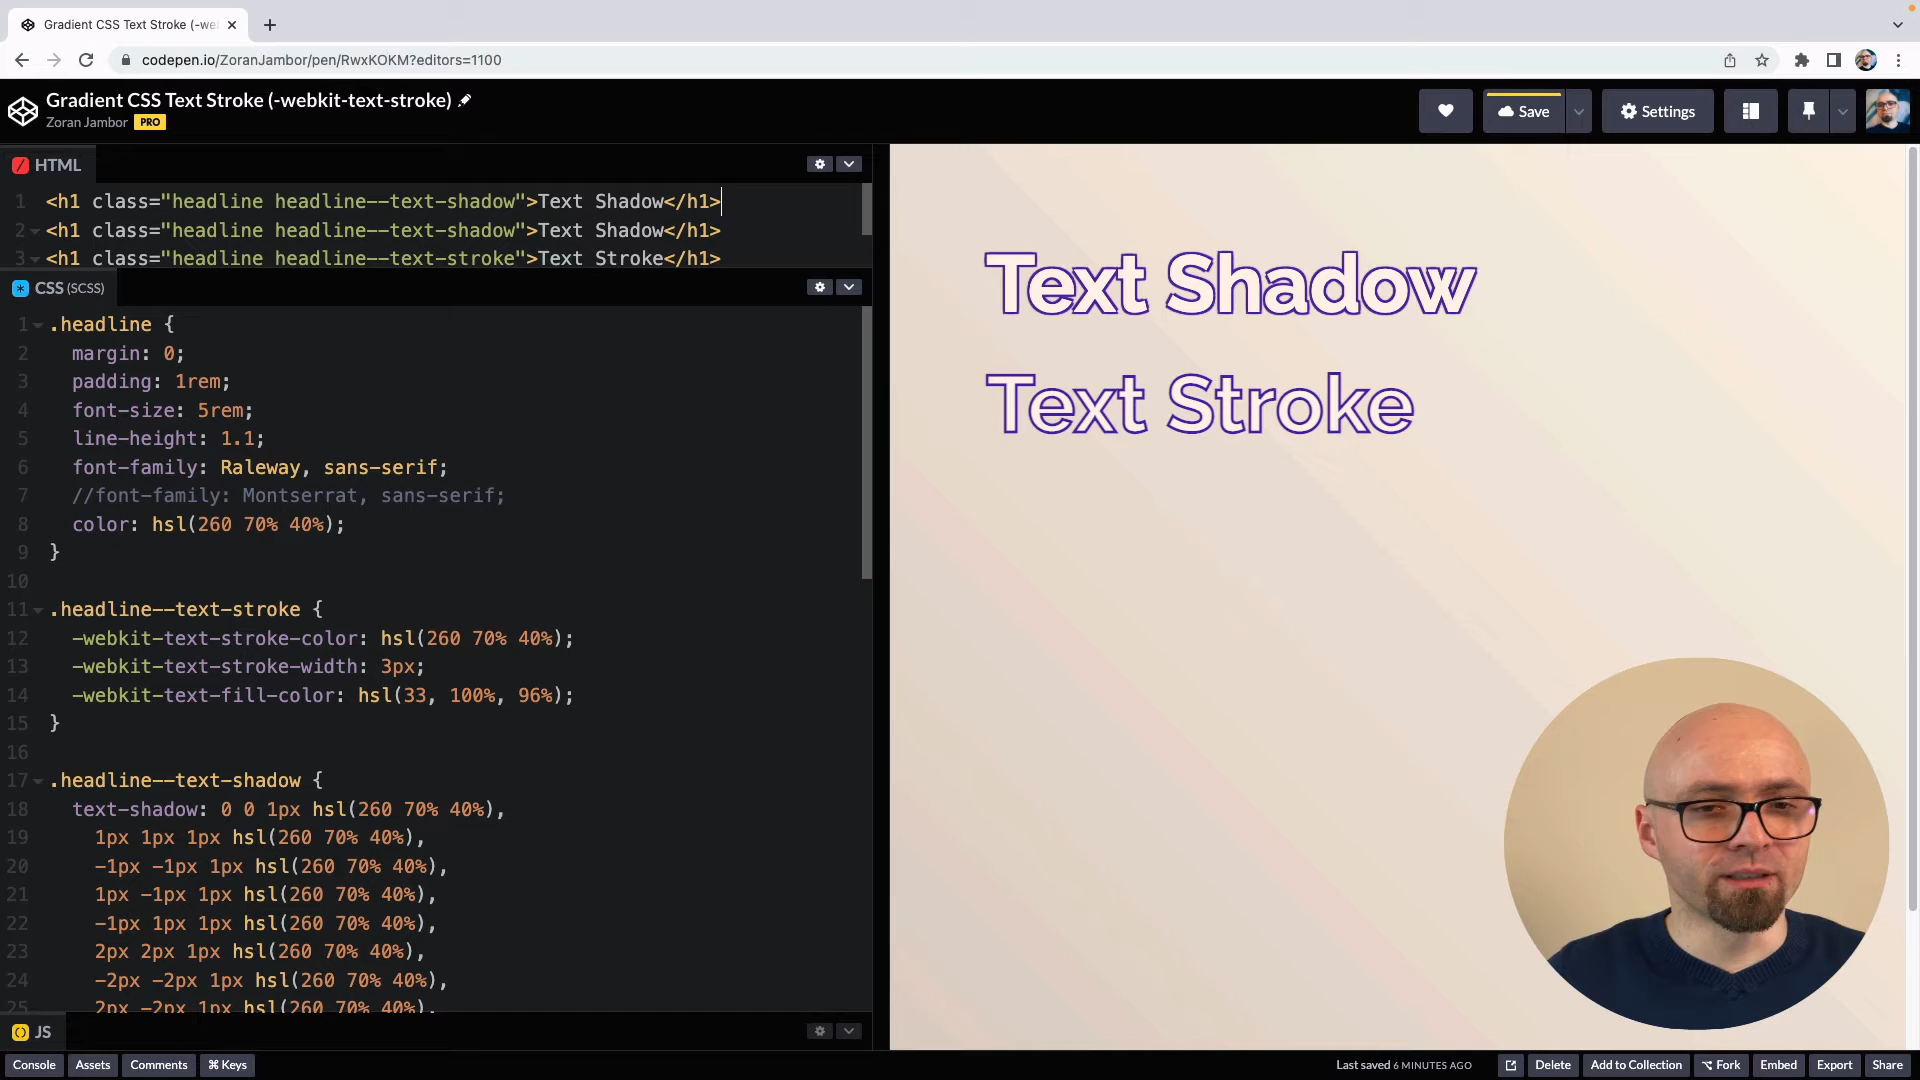 Gradient CSS Text Stroke (-we
codepen.io/ZoranJambor/pen/RwxKOKM?editors=1100
Gradient CSS Text Stroke (-webkit-text-stroke)
Zoran Jambor PRO
Save
Settings
HTML
1 <h1 class="headline headline--text-shadow">Text Shadow</h1>
2 <h1 class="headline headline--text-shadow">Text Shadow</h1>
3 <h1 class="headline headline--text-stroke">Text Stroke</h1>
CSS (SCSS)
1 .headline {
2 margin: 0;
3 padding: 1rem;
4 font-size: 5rem;
5 line-height: 1.1;
6 font-family: Raleway, sans-serif;
7 //font-family: Montserrat, sans-serif;
8 color: hsl(260 70% 40%);
9 }
10
11 .headline--text-stroke {
12 -webkit-text-stroke-color: hsl(260 70% 40%);
13 -webkit-text-stroke-width: 3px;
14 -webkit-text-fill-color: hsl(33, 100%, 96%);
15 }
16
17 .headline--text-shadow {
18 text-shadow: 0 0 1px hsl(260 70% 40%),
19 1px 1px 1px hsl(260 70% 40%),
20 -1px -1px 1px hsl(260 70% 40%),
21 1px -1px 1px hsl(260 70% 40%),
22 -1px 1px 1px hsl(260 70% 40%),
23 2px 2px 1px hsl(260 70% 40%),
24 -2px -2px 1px hsl(260 70% 40%),
25 2px -2px 1px hsl(260 70% 40%),
JS
Text Shadow
Text Stroke
Console Assets Comments ⌘ Keys
Last saved 6 MINUTES AGO Delete Add to Collection ⌥ Fork Embed Export Share